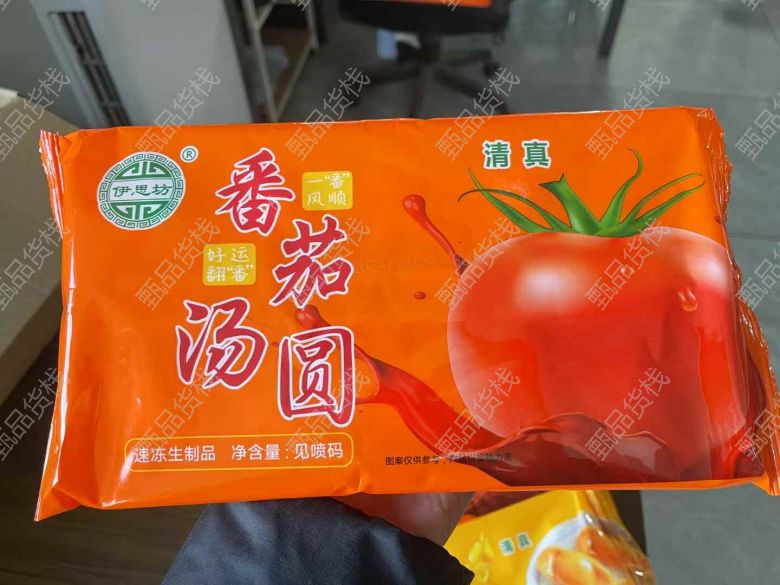 伊思坊
®
番茄
汤圆
一"番"
风顺
好运
翻"番"
清真
速冻生制品 净含量:见喷码
图案仅供参考,
清真
甄品货栈